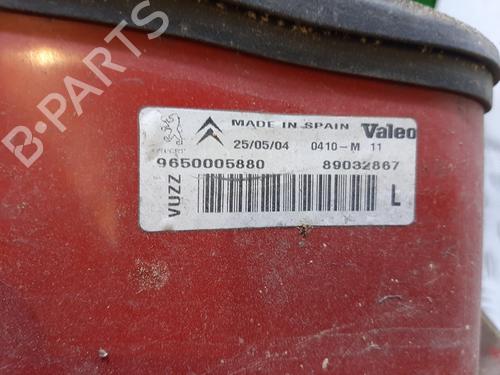 MADE IN SPAIN Valeo
25/05/04 0410-M 11
9650005880 89032867
VUZZ
L
B-PARTS